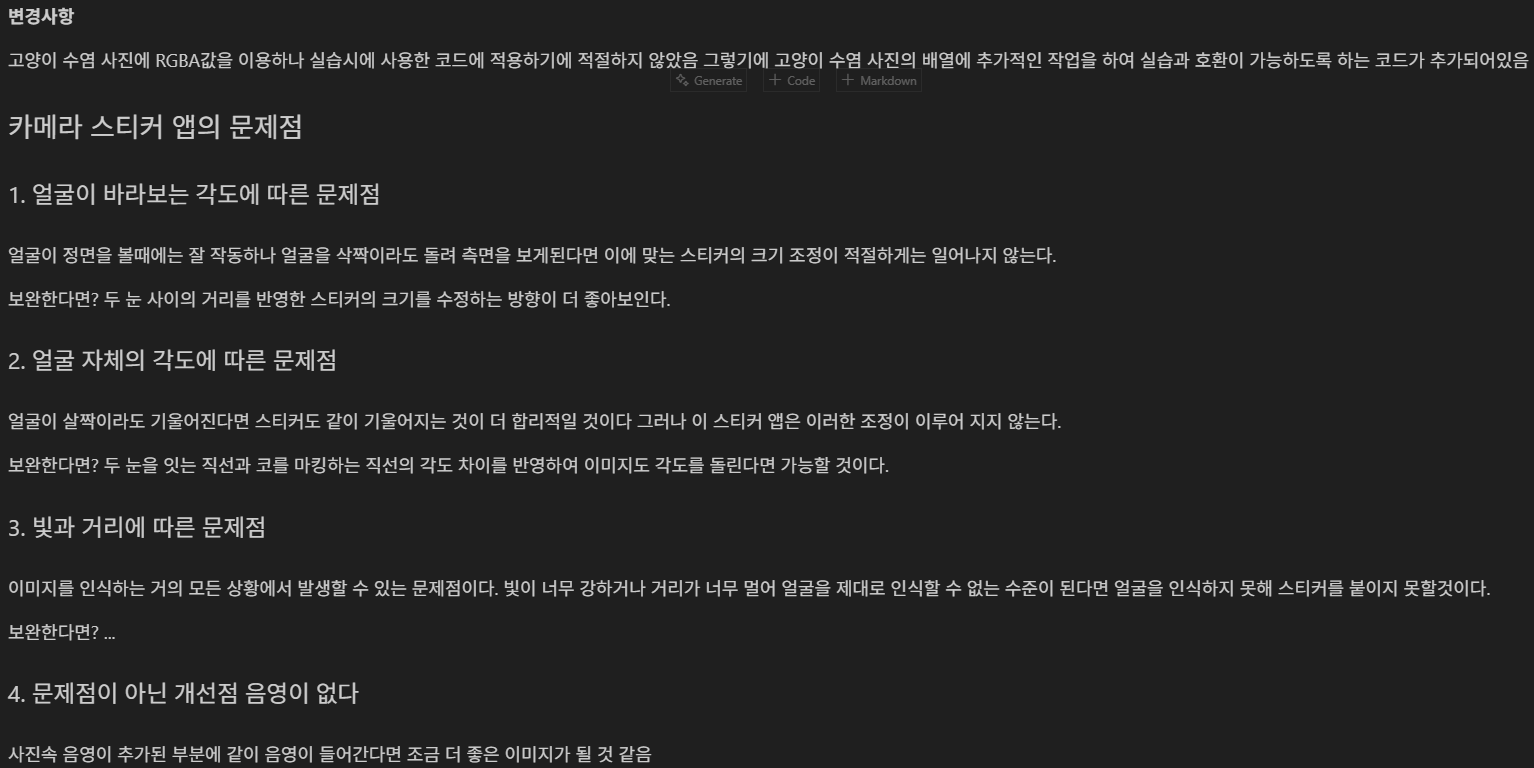 변경사항
고양이 수염 사진에 RGBA값을 이용하나 실습시에 사용한 코드에 적용하기에 적절하지 않았음 그렇기에 고양이 수염 사진의 배열에 추가적인 작업을 하여 실습과 호환이 가능하도록 하는 코드가 추가되어있음
Generate + Code + Markdown
카메라 스티커 앱의 문제점
1. 얼굴이 바라보는 각도에 따른 문제점
얼굴이 정면을 볼때에는 잘 작동하나 얼굴을 삭짝이라도 돌려 측면을 보게된다면 이에 맞는 스티커의 크기 조정이 적절하게는 일어나지 않는다.
보완한다면? 두 눈 사이의 거리를 반영한 스티커의 크기를 수정하는 방향이 더 좋아보인다.
2. 얼굴 자체의 각도에 따른 문제점
얼굴이 살짝이라도 기울어진다면 스티커도 같이 기울어지는 것이 더 합리적일 것이다 그러나 이 스티커 앱은 이러한 조정이 이루어 지지 않는다.
보완한다면? 두 눈을 잇는 직선과 코를 마킹하는 직선의 각도 차이를 반영하여 이미지도 각도를 돌린다면 가능할 것이다.
3. 빛과 거리에 따른 문제점
이미지를 인식하는 거의 모든 상황에서 발생할 수 있는 문제점이다. 빛이 너무 강하거나 거리가 너무 멀어 얼굴을 제대로 인식할 수 없는 수준이 된다면 얼굴을 인식하지 못해 스티커를 붙이지 못할것이다.
보완한다면? ...
4. 문제점이 아닌 개선점 음영이 없다
사진속 음영이 추가된 부분에 같이 음영이 들어간다면 조금 더 좋은 이미지가 될 것 같음